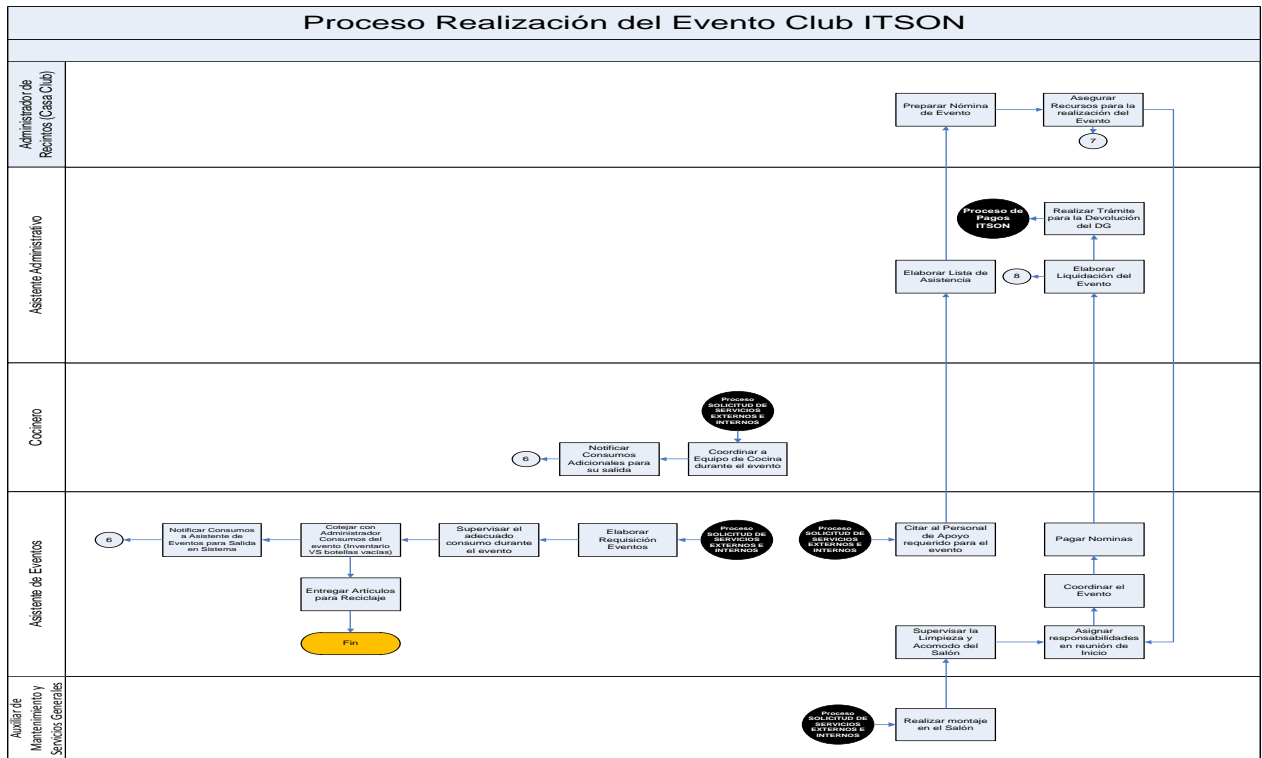 Proceso Realización del Evento Club ITSON
Administrador de
Recintos (Casa Club)
Preparar Nómina
de Evento
Asegurar
Recursos para la
realización del
Evento
7
Asistente Administrativo
Proceso de
Pagos
ITSON
Realizar Trámite
para la Devolución
del DG
Elaborar Lista de
Asistencia
8
Elaborar
Liquidación del
Evento
Cocinero
Proceso
SOLICITUD DE
SERVICIOS
EXTERNOS E
INTERNOS
6
Notificar
Consumos
Adicionales para
su salida
Coordinar a
Equipo de Cocina
durante el evento
Asistente de Eventos
6
Notificar Consumos
a Asistente de
Eventos para Salida
en Sistema
Cotejar con
Administrador
Consumos del
evento (Inventario
VS botellas vacías)
Supervisar el
adecuado
consumo durante
el evento
Elaborar
Requisición
Eventos
Proceso
SOLICITUD DE
SERVICIOS
EXTERNOS E
INTERNOS
Proceso
SOLICITUD DE
SERVICIOS
EXTERNOS E
INTERNOS
Citar al Personal
de Apoyo
requerido para el
evento
Pagar Nominas
Entregar Artículos
para Reciclaje
Coordinar el
Evento
Fin
Supervisar la
Limpieza y
Acomodo del
Salón
Asignar
responsabilidades
en reunión de
Inicio
Auxiliar de
Mantenimiento y
Servicios Generales
Proceso
SOLICITUD DE
SERVICIOS
EXTERNOS E
INTERNOS
Realizar montaje
en el Salón